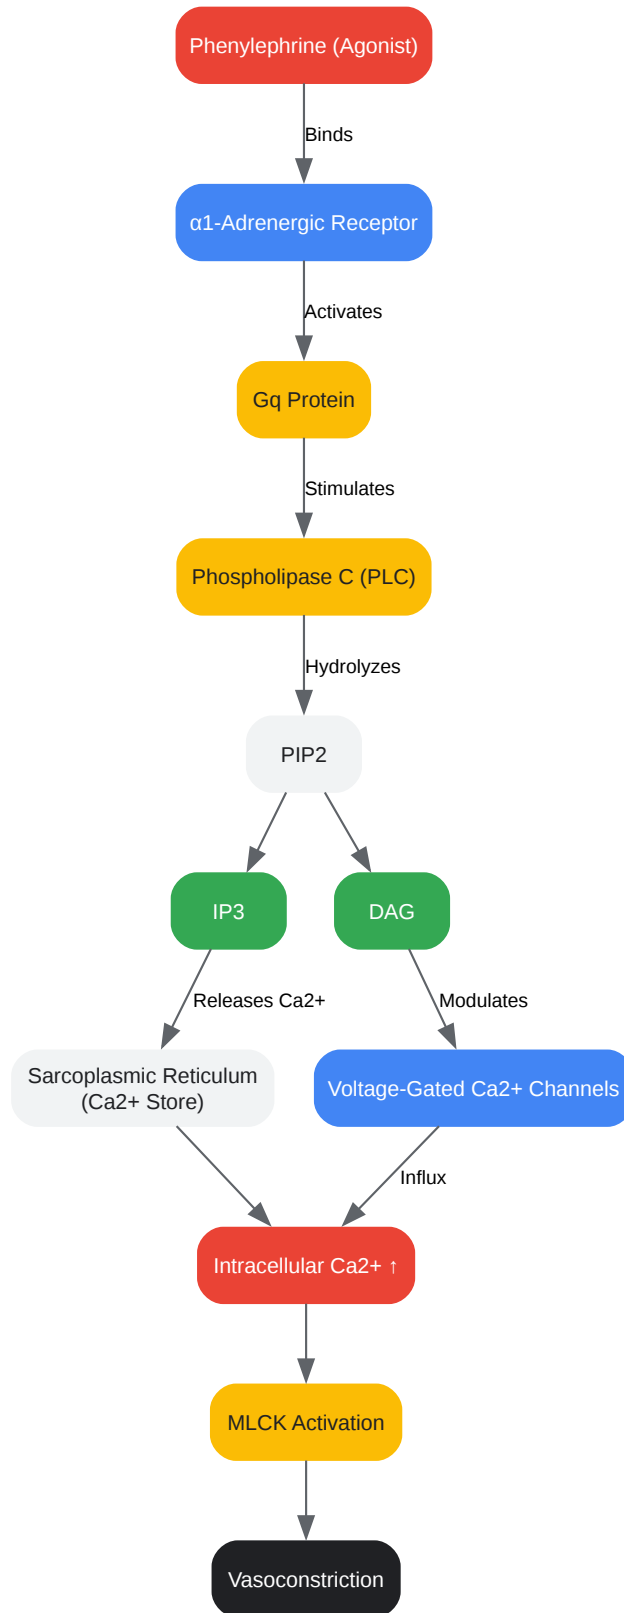 Phenylephrine (Agonist)
Binds
α1-Adrenergic Receptor
Activates
Gq Protein
Stimulates
Phospholipase C (PLC)
Hydrolyzes
PIP2
IP3
DAG
Releases Ca2+
Modulates
Sarcoplasmic Reticulum
(Ca2+ Store)
Voltage-Gated Ca2+ Channels
Influx
Intracellular Ca2+ ↑
MLCK Activation
Vasoconstriction